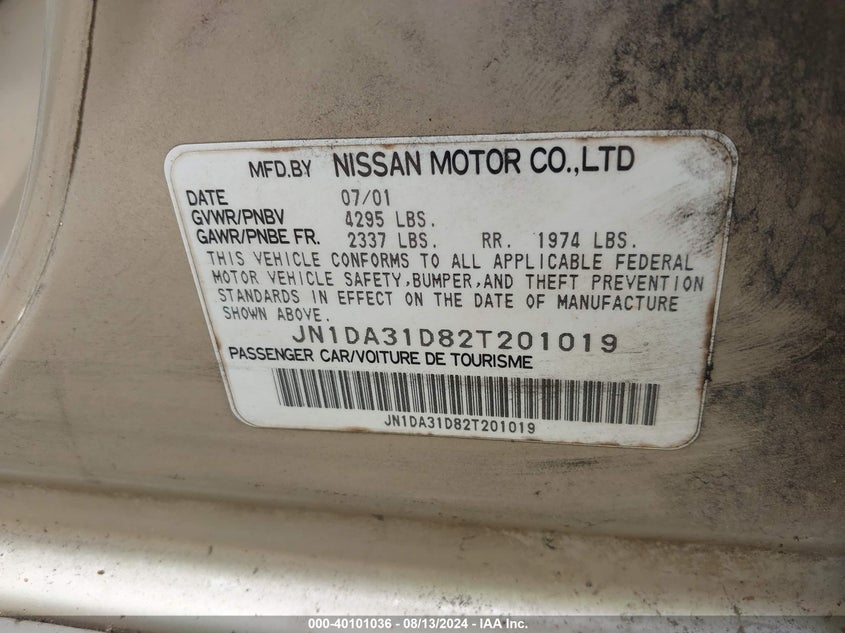 MFD.BY NISSAN MOTOR CO.,LTD
DATE 07/01
GVWR/PNBV 4295 LBS.
GAWR/PNBE FR. 2337 LBS. RR. 1974 LBS.
THIS VEHICLE CONFORMS TO ALL APPLICABLE FEDERAL
MOTOR VEHICLE SAFETY,BUMPER,AND THEFT PREVENTION
STANDARDS IN EFFECT ON THE DATE OF MANUFACTURE
SHOWN ABOVE.
JN1DA31D82T201019
PASSENGER CAR/VOITURE DE TOURISME
JN1DA31D82T201019
000-40101036 - 08/13/2024 - IAA Inc.